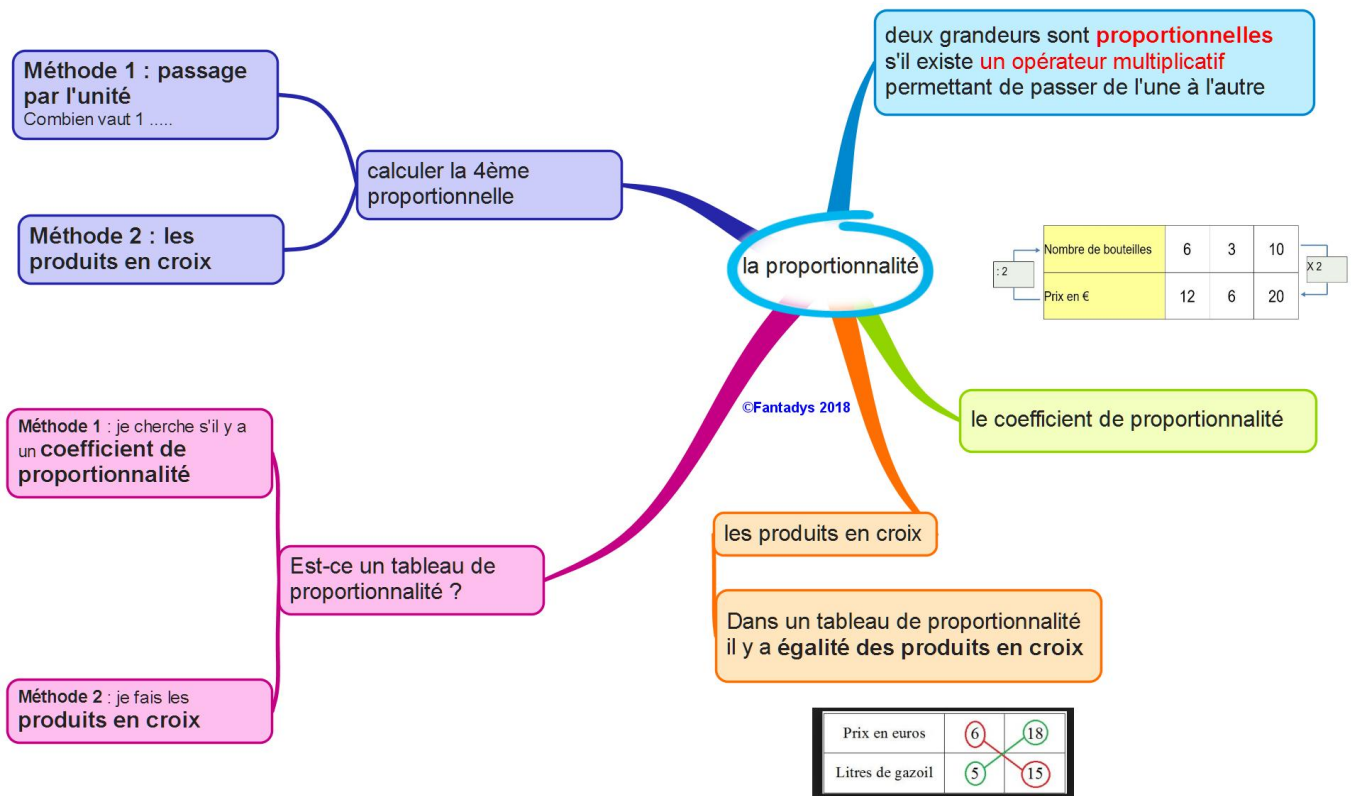 deux grandeurs sont proportionnelles
s'il existe un opérateur multiplicatif
permettant de passer de l'une à l'autre
Méthode 1 : passage
par l'unité
Combien vaut 1 .....
calculer la 4ème
proportionnelle
Méthode 2 : les
produits en croix
la proportionnalité
Nombre de bouteilles 6 3 10
: 2
X 2
Prix en € 12 6 20
©Fantadys 2018
le coefficient de proportionnalité
Méthode 1 : je cherche s'il y a
un coefficient de
proportionnalité
Est-ce un tableau de
proportionnalité ?
Méthode 2 : je fais les
produits en croix
les produits en croix
Dans un tableau de proportionnalité
il y a égalité des produits en croix
Prix en euros 6 18
Litres de gazoil 5 15